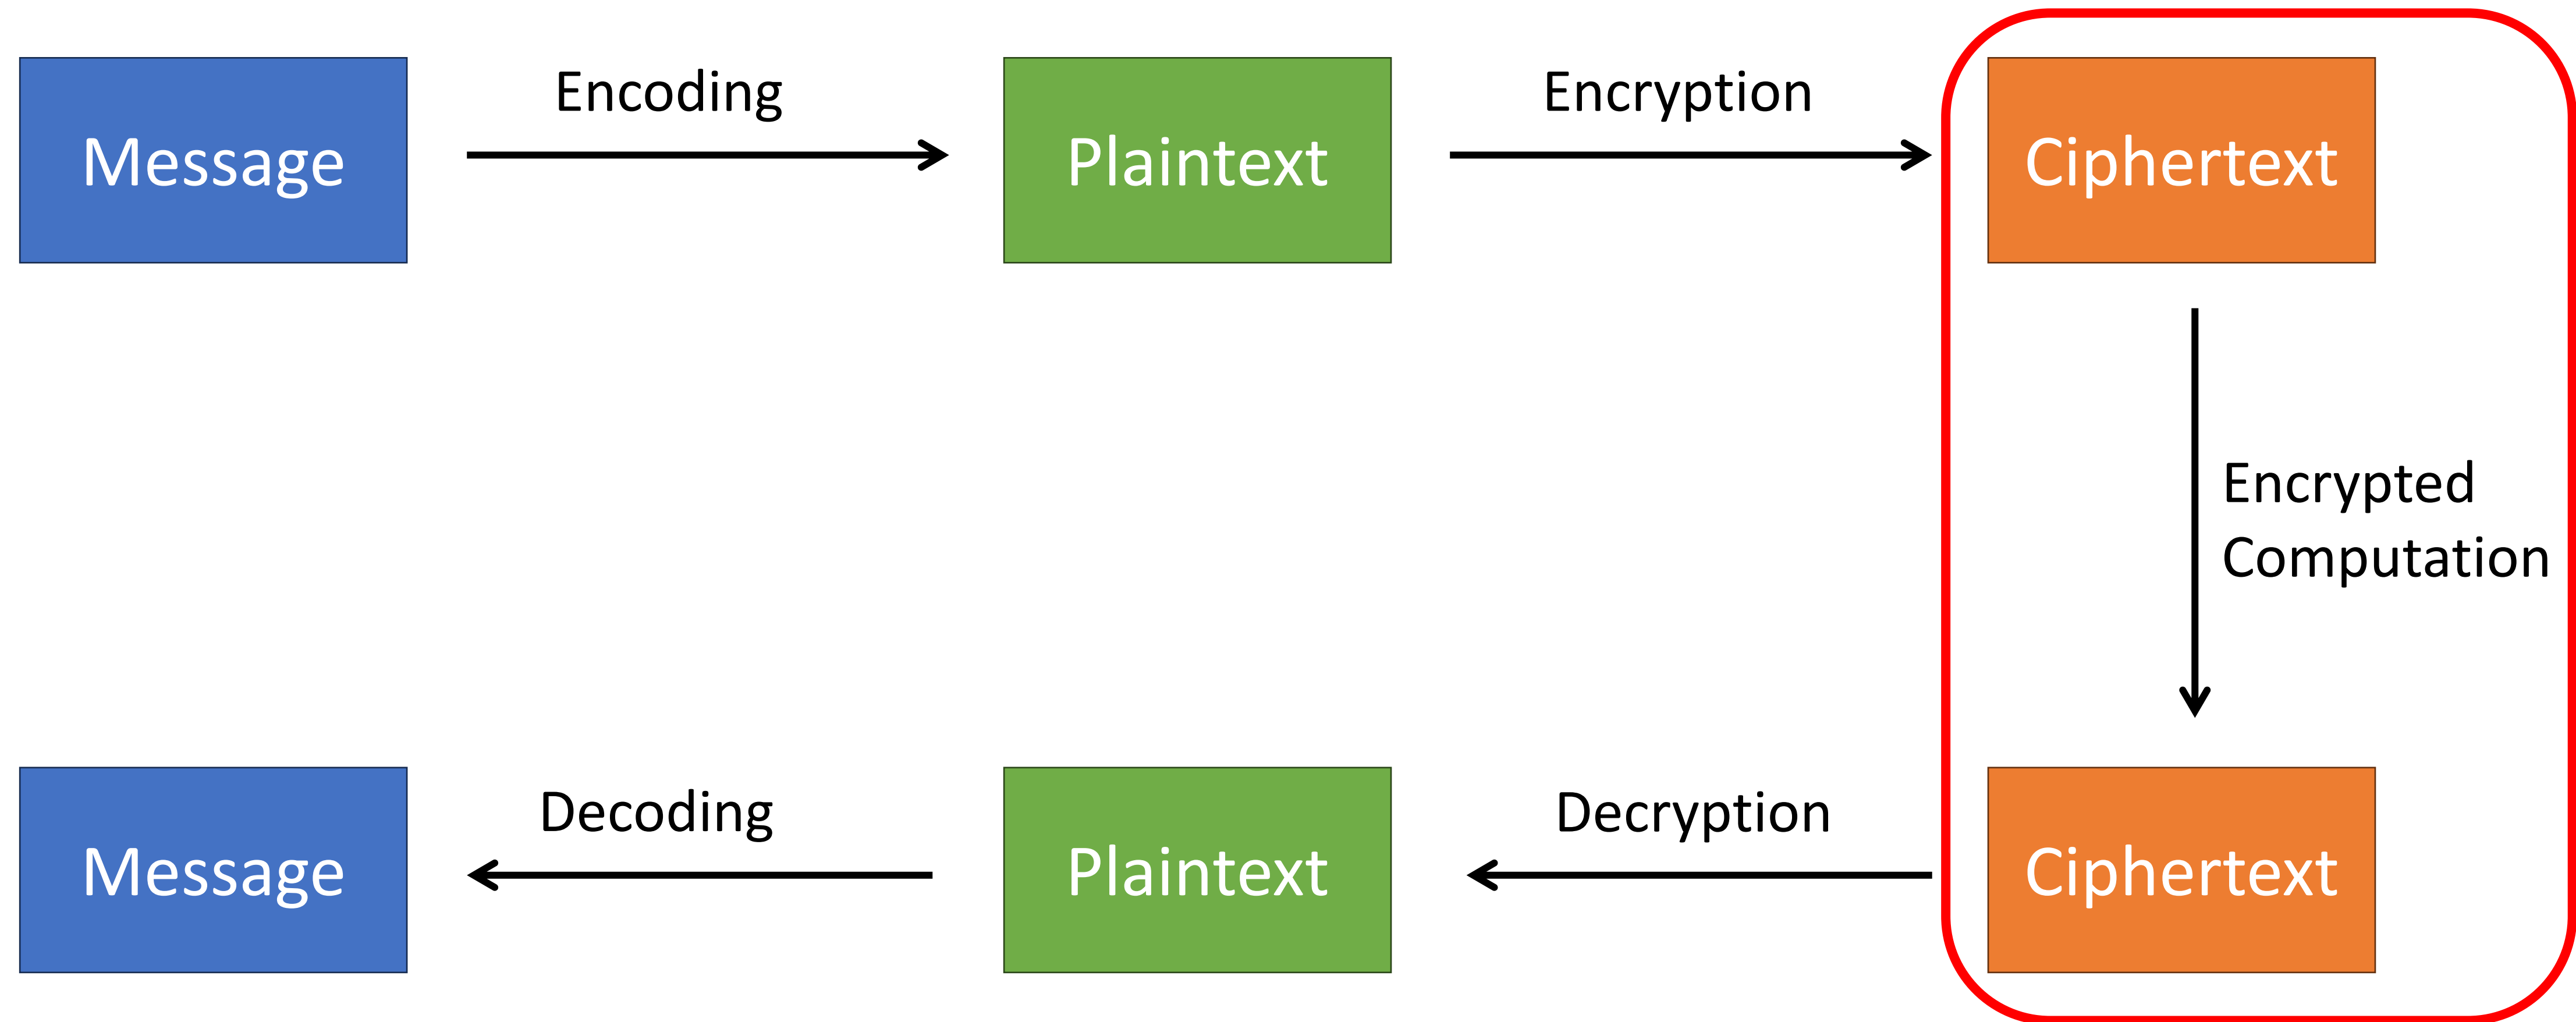 Message
Encoding
Plaintext
Encryption
Ciphertext
Encrypted
Computation
Message
Decoding
Plaintext
Decryption
Ciphertext